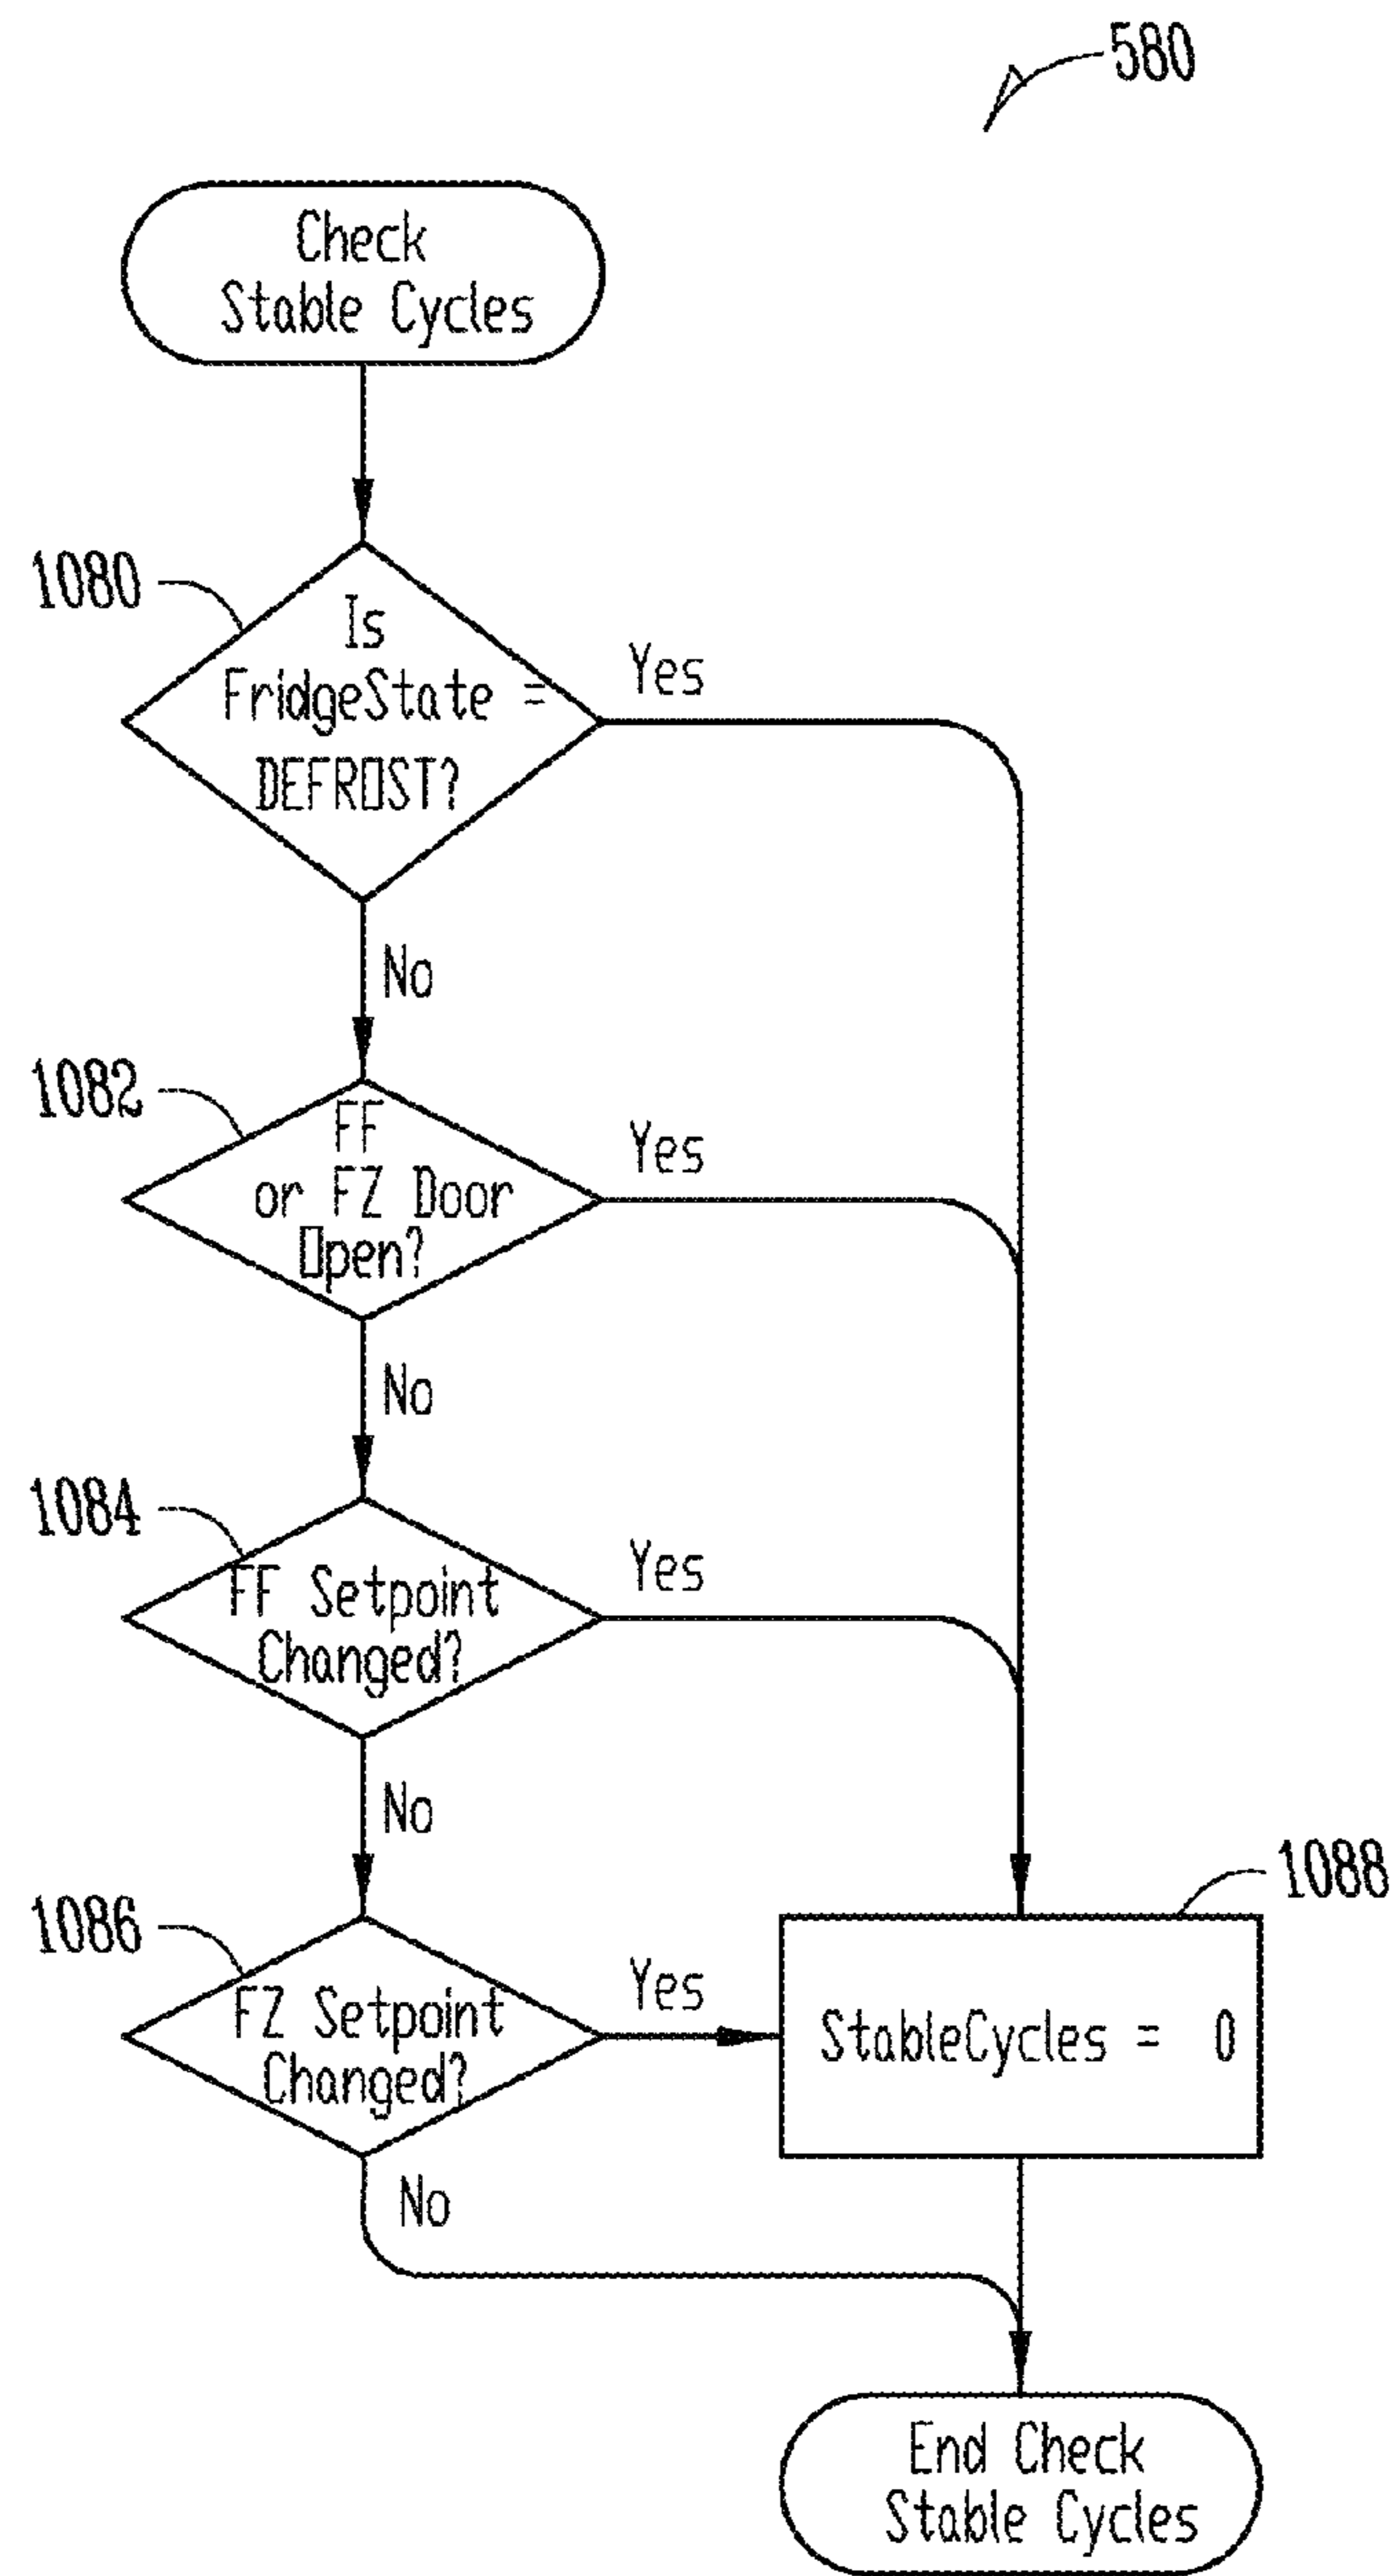 580
Check
Stable Cycles
1080
Is
FridgeState =
DEFROST?
Yes
No
1082
FF
or FZ Door
Open?
Yes
No
1084
FF Setpoint
Changed?
Yes
No
1086
FZ Setpoint
Changed?
Yes
1088
StableCycles = 0
No
End Check
Stable Cycles